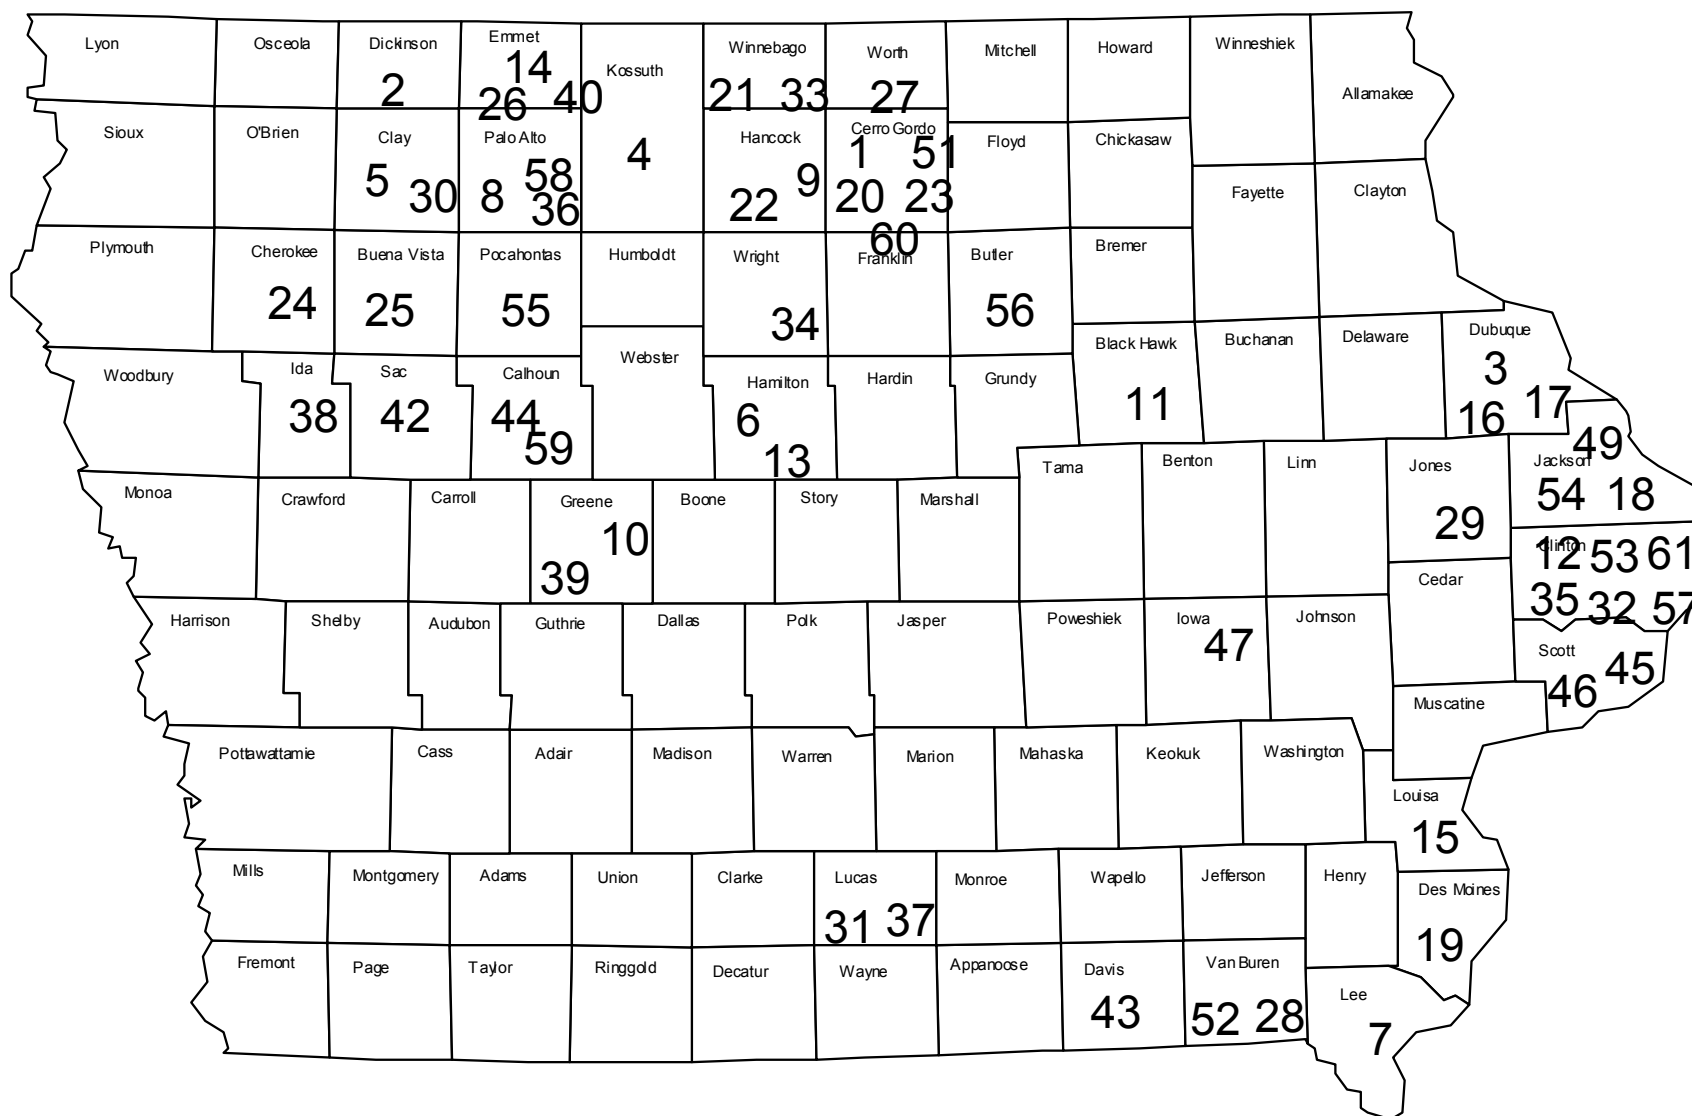 Lyon Osceola Dickinson Emmet Kossuth Winnebago Worth Mitchell Howard Winneshiek Allamakee
2 14 26 40 21 33 27
Sioux O'Brien Clay Palo Alto Hancock Cerro Gordo Floyd Chickasaw Fayette Clayton
5 30 8 58 36 4 22 9 1 51 20 23 60
Plymouth Cherokee Buena Vista Pocahontas Humboldt Wright Franklin Butler Bremer
24 25 55 34 56
Woodbury Ida Sac Calhoun Webster Hamilton Hardin Grundy Black Hawk Buchanan Delaware Dubuque
38 42 44 59 6 13 11 3 16 17
Monoa Crawford Carroll Greene Boone Story Marshall Tama Benton Linn Jones Jackson
39 10 29 49 54 18
Cedar Clinton
12 53 61 35 32 57
Harrison Shelby Audubon Guthrie Dallas Polk Jasper Poweshiek Iowa Johnson Scott
47 46 45
Muscatine
Pottawattamie Cass Adair Madison Warren Marion Mahaska Keokuk Washington Louisa
15
Mills Montgomery Adams Union Clarke Lucas Monroe Wapello Jefferson Henry Des Moines
31 37 19
Fremont Page Taylor Ringgold Decatur Wayne Appanoose Davis Van Buren Lee
43 52 28 7